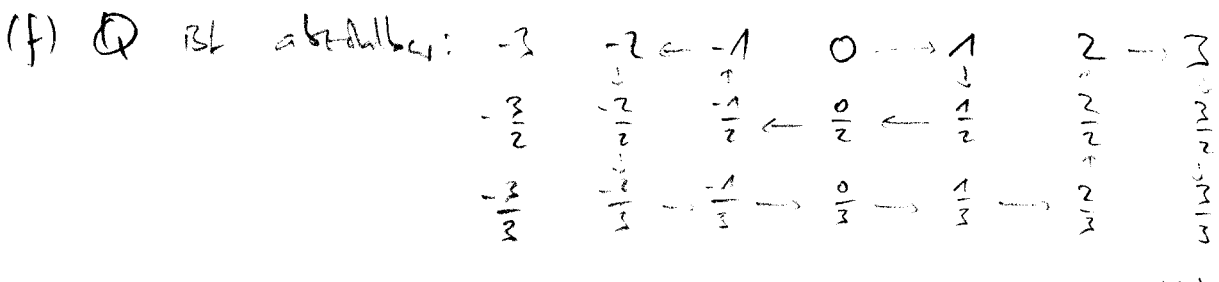 (f) ℚ ist abzählbar: -3 -2 ← -1 0 → 1 2 → 3
↓ ↑ ↓ ↑ ↓
-3/2 -2/2 -1/2 ← 0/2 ← 1/2 2/2 3/2
↓ ↑ ↓
-3/3 -2/3 → -1/3 → 0/3 → 1/3 → 2/3 3/3